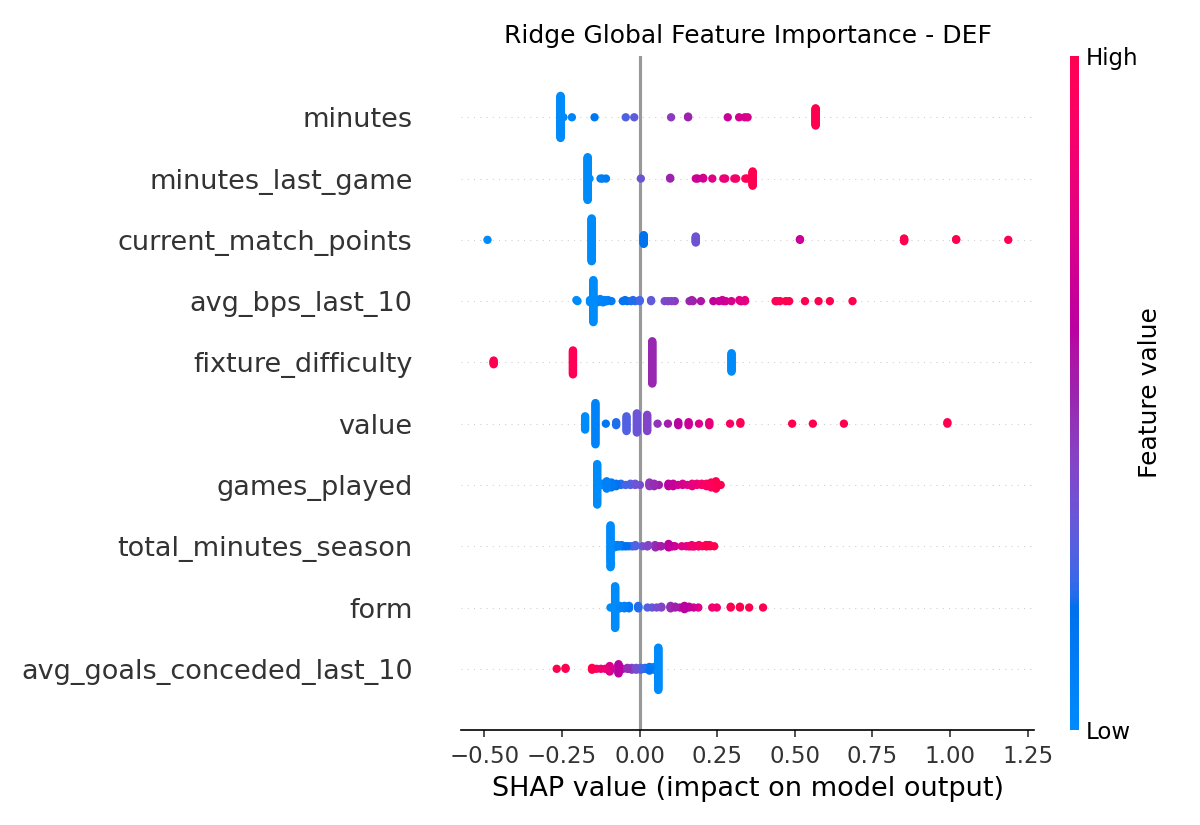 Ridge Global Feature Importance - DEF
High
minutes
minutes_last_game
current_match_points
avg_bps_last_10
fixture_difficulty
value
games_played
total_minutes_season
form
avg_goals_conceded_last_10
Feature value
Low
−0.50 −0.25 0.00 0.25 0.50 0.75 1.00 1.25
SHAP value (impact on model output)